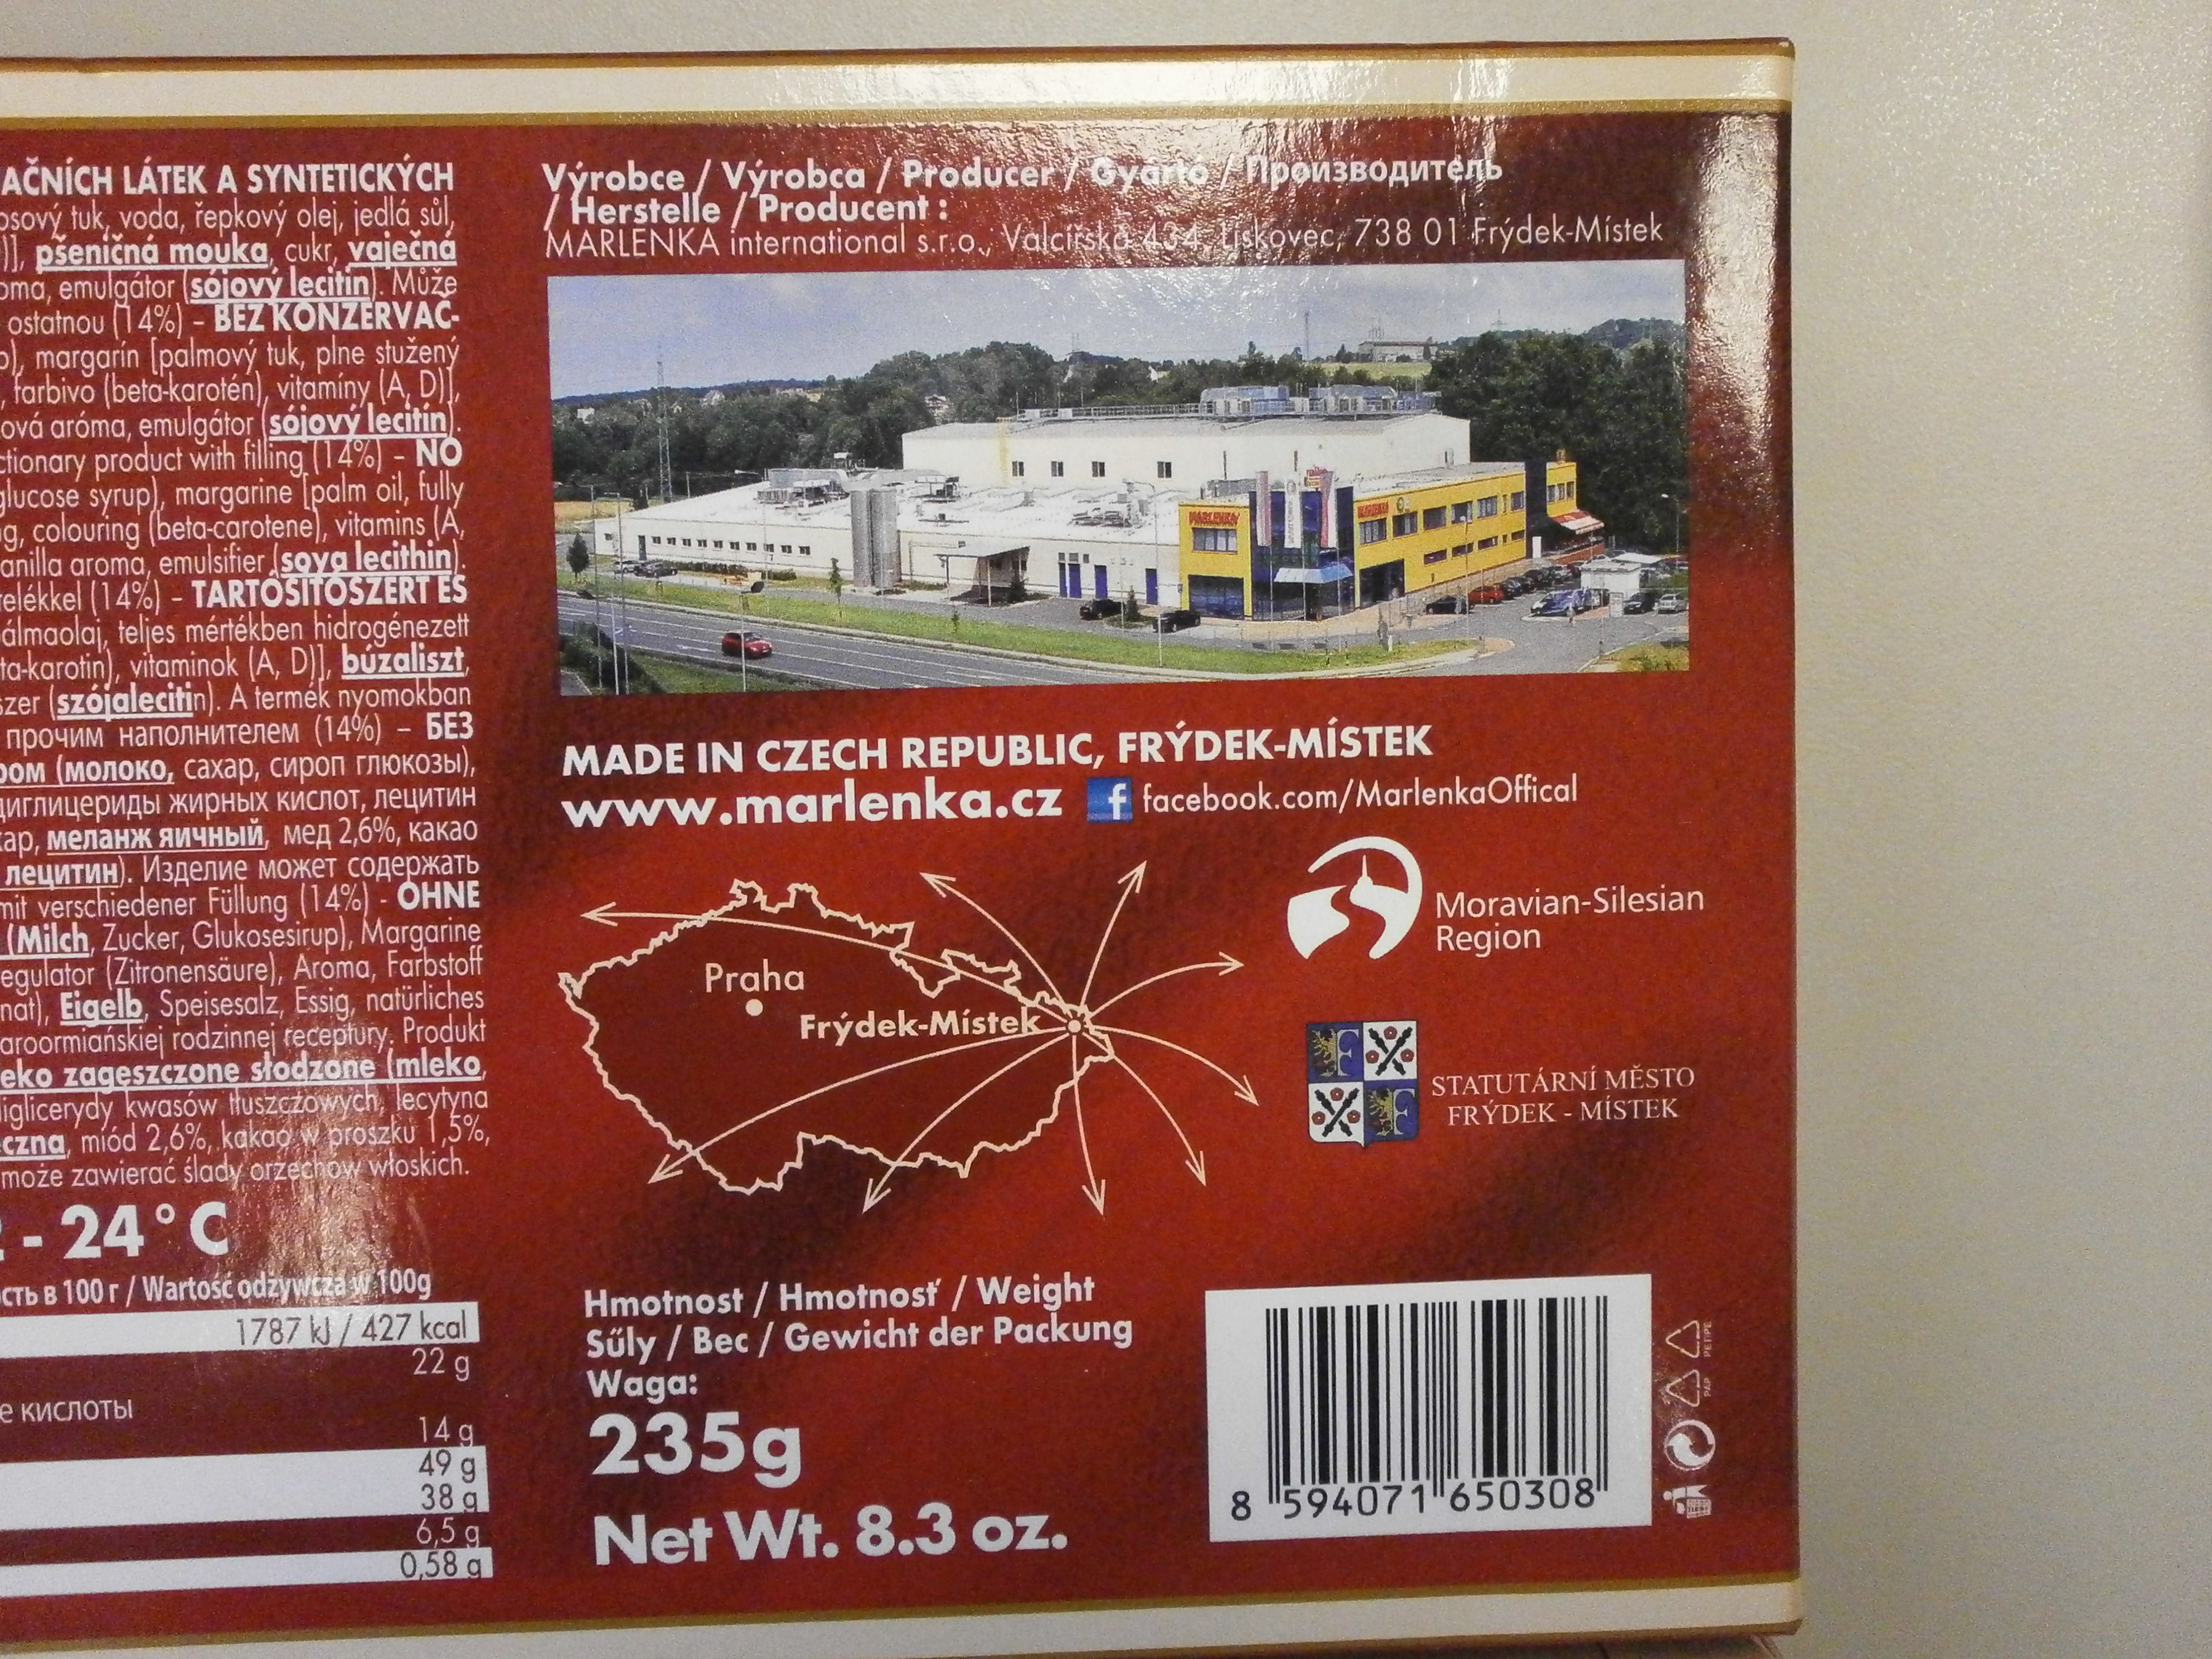 AČNÍCH LÁTEK A SYNTETICKÝCH
osový tuk, voda, řepkový olej, jedlá sůl,
)], pšeničná mouka, cukr, vaječná
oma, emulgátor (sójový lecitin). Může
ostatnou (14%) – BEZ KONZERVAČ-
o), margarín [palmový tuk, plne stužený
, farbivo (beta-karotén), vitamíny (A, D)],
ová aróma, emulgátor (sójový lecitín).
ctionary product with filling (14%) – NO
glucose syrup), margarine [palm oil, fully
g, colouring (beta-carotene), vitamins (A,
anilla aroma, emulsifier (soya lecithin).
elékkel (14%) – TARTÓSÍTÓSZERT ÉS
álmaolaj, teljes mértékben hidrogénezett
ta-karotin), vitaminok (A, D)], búzaliszt,
szer (szójalecitin). A termék nyomokban
прочим наполнителем (14%) – БЕЗ
ром (молоко, сахар, сироп глюкозы),
диглицериды жирных кислот, лецитин
хар, меланж яичный, мед 2,6%, какао
лецитин). Изделие может содержать
mit verschiedener Füllung (14%) - OHNE
(Milch, Zucker, Glukosesirup), Margarine
egulator (Zitronensäure), Aroma, Farbstoff
nat), Eigelb, Speisesalz, Essig, natürliches
aroormiańskiej rodzinnej receptury. Produkt
eko zagęszczone słodzone (mleko,
iglicerydy kwasów tłuszczowych, lecytyna
czna, miód 2,6%, kakao w proszku 1,5%,
może zawierać ślady orzechów włoskich.
- 24°C
сть в 100 г / Wartość odżywcza w 100g
1787 kJ / 427 kcal
22 g
е кислоты
14 g
49 g
38 g
6,5 g
0,58 g
Výrobce / Výrobca / Producer / Gyártó / Производитель
/ Herstelle / Producent :
MARLENKA international s.r.o., Valcířská 434, Lískovec, 738 01 Frýdek-Místek
MARLENKA
MARLENKA
MADE IN CZECH REPUBLIC, FRÝDEK-MÍSTEK
www.marlenka.cz f facebook.com/MarlenkaOffical
Moravian-Silesian
Region
Praha
Frýdek-Místek
STATUTÁRNÍ MĚSTO
FRÝDEK - MÍSTEK
Hmotnost / Hmotnosť / Weight
Sűly / Вес / Gewicht der Packung
Waga:
235g
Net Wt. 8.3 oz.
8 594071 650308
PAP
PET/PE